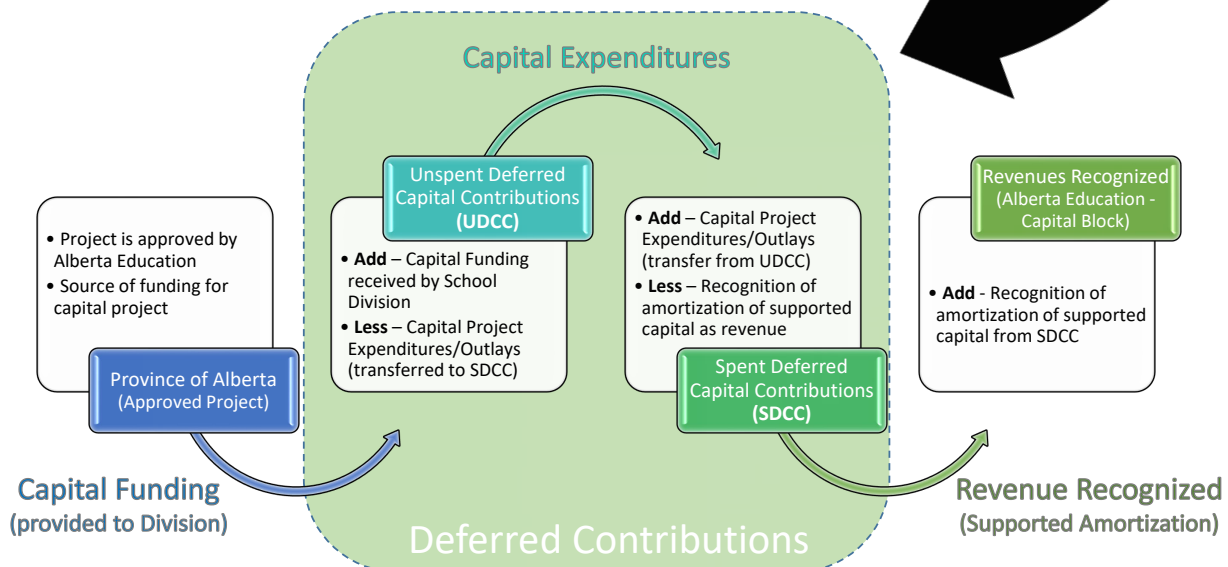 Capital Expenditures
• Project is approved by
Alberta Education
• Source of funding for
capital project
Province of Alberta
(Approved Project)
Capital Funding
(provided to Division)
Unspent Deferred
Capital Contributions
(UDCC)
• Add – Capital Funding
received by School
Division
• Less – Capital Project
Expenditures/Outlays
(transferred to SDCC)
• Add – Capital Project
Expenditures/Outlays
(transfer from UDCC)
• Less – Recognition of
amortization of supported
capital as revenue
Spent Deferred
Capital Contributions
(SDCC)
Deferred Contributions
Revenues Recognized
(Alberta Education -
Capital Block)
• Add - Recognition of
amortization of supported
capital from SDCC
Revenue Recognized
(Supported Amortization)